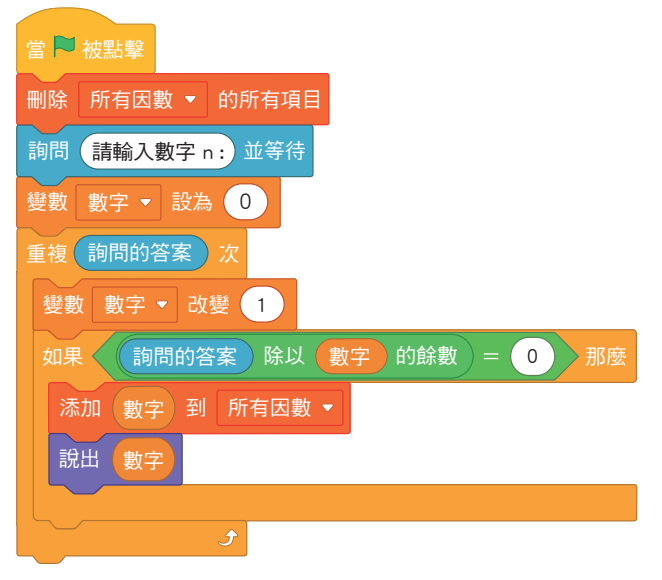 當 被點擊
刪除 所有因數 的所有項目
詢問 請輸入數字 n: 並等待
變數 數字 設為 0
重複 詢問的答案 次
變數 數字 改變 1
如果 詢問的答案 除以 數字 的餘數 = 0 那麼
添加 數字 到 所有因數
說出 數字